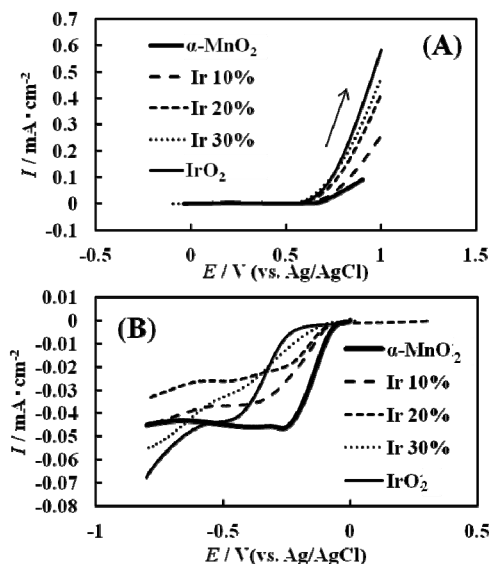 (A)
0.7
0.6
0.5
0.4
0.3
0.2
0.1
0
-0.1
α-MnO2
Ir 10%
Ir 20%
Ir 30%
IrO2
-0.5
0
0.5
1
1.5
I / mA·cm-2
E / V (vs. Ag/AgCl)
(B)
0.01
0
-0.01
-0.02
-0.03
-0.04
-0.05
-0.06
-0.07
-0.08
α-MnO2
Ir 10%
Ir 20%
Ir 30%
IrO2
-1
-0.5
0
0.5
I / mA·cm-2
E / V(vs. Ag/AgCl)